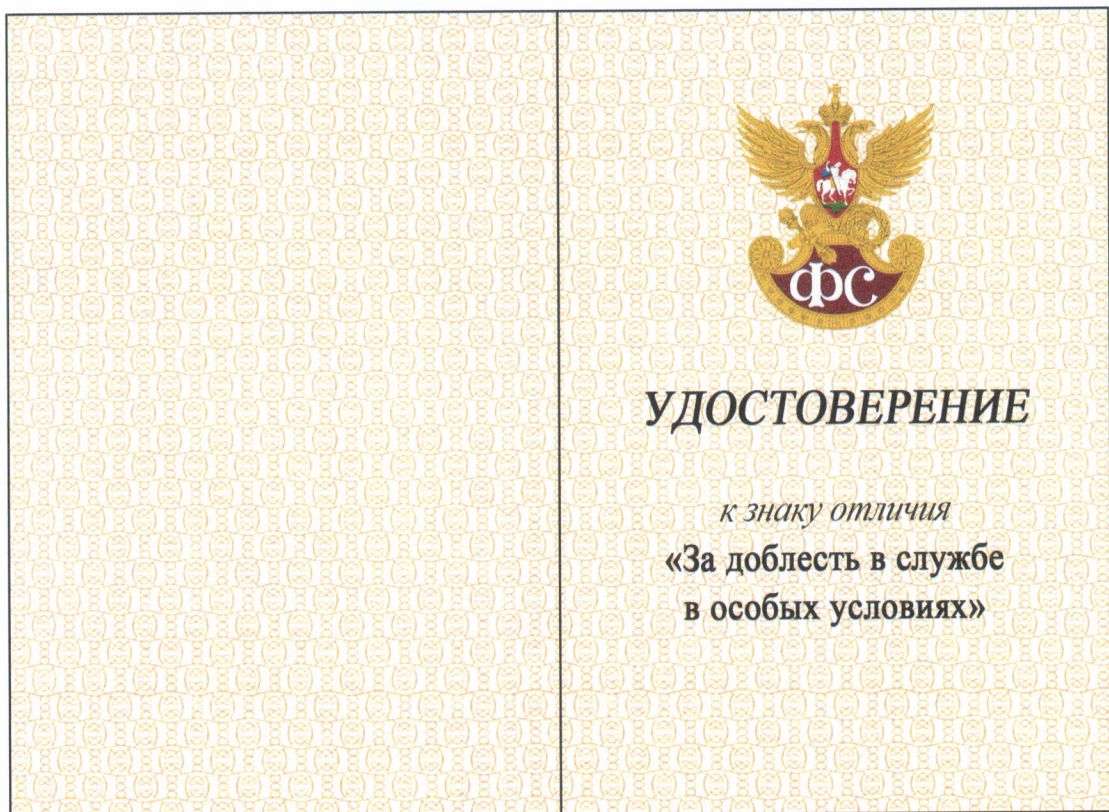 ФС
УДОСТОВЕРЕНИЕ
к знаку отличия
«За доблесть в службе
в особых условиях»